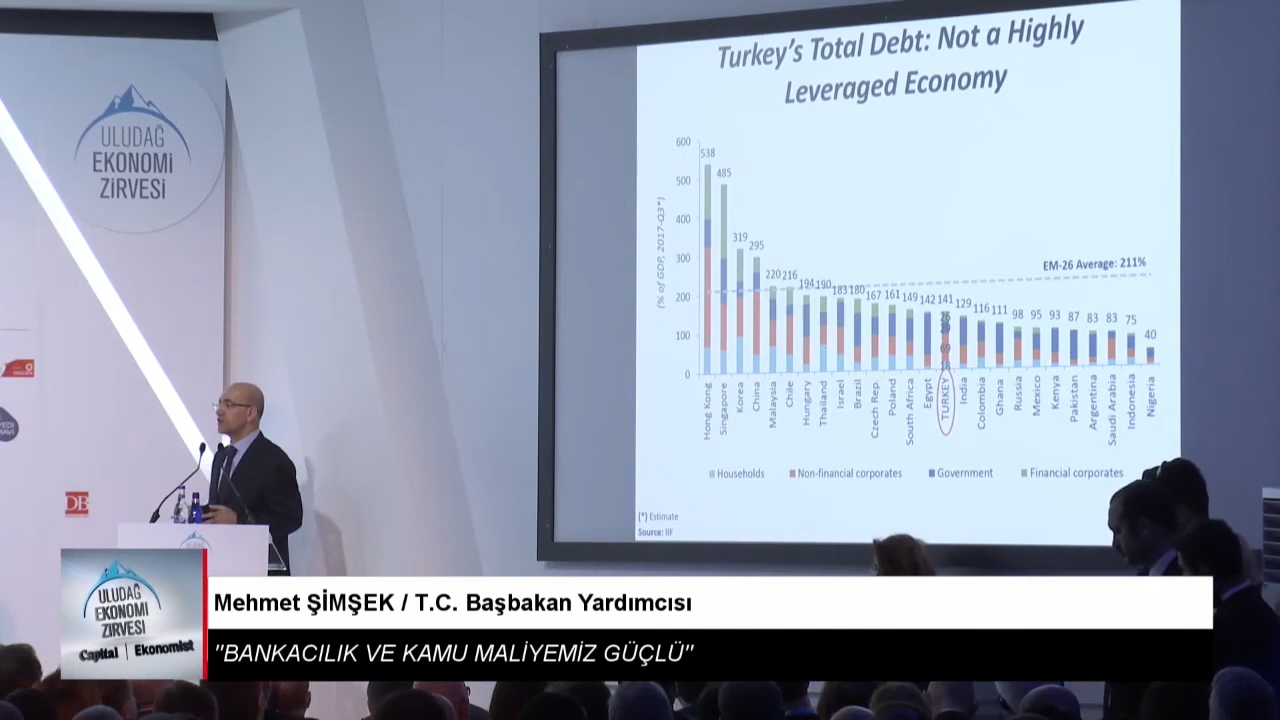 ULUDAĞ
EKONOMİ
ZİRVESİ
DB
Turkey's Total Debt: Not a Highly
Leveraged Economy
(% of GDP, 2017-Q3*)
600
500
400
300
200
100
0
538
485
319
295
220
216
194
190
183
180
167
161
149
142
141
129
116
111
98
95
93
87
83
83
75
40
EM-26 Average: 211%
Hong Kong
Singapore
Korea
China
Malaysia
Chile
Hungary
Thailand
Israel
Brazil
Czech Rep.
Poland
South Africa
Egypt
TURKEY
India
Colombia
Ghana
Russia
Mexico
Kenya
Pakistan
Argentina
Saudi Arabia
Indonesia
Nigeria
Households
Non-financial corporates
Government
Financial corporates
(*) Estimate
Source: IIF
ULUDAĞ
EKONOMİ
ZİRVESİ
Capital | Ekonomist
Mehmet ŞİMŞEK / T.C. Başbakan Yardımcısı
"BANKACILIK VE KAMU MALİYEMİZ GÜÇLÜ"